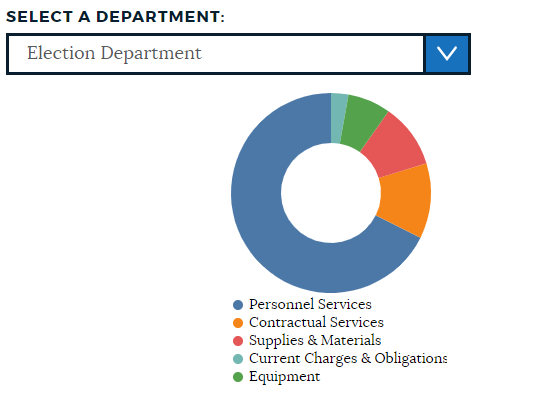 SELECT A DEPARTMENT:
Election Department
Personnel Services
Contractual Services
Supplies & Materials
Current Charges & Obligations
Equipment